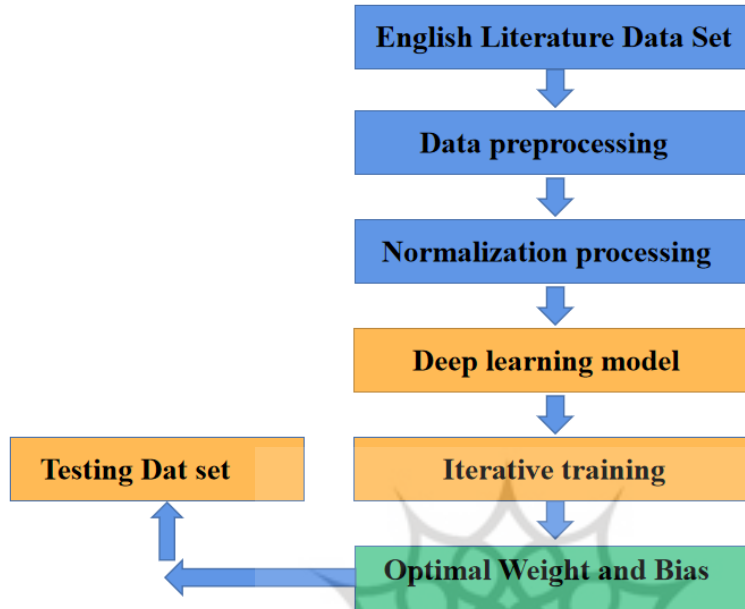 English Literature Data Set
Data preprocessing
Normalization processing
Deep learning model
Testing Dat set
Iterative training
Optimal Weight and Bias